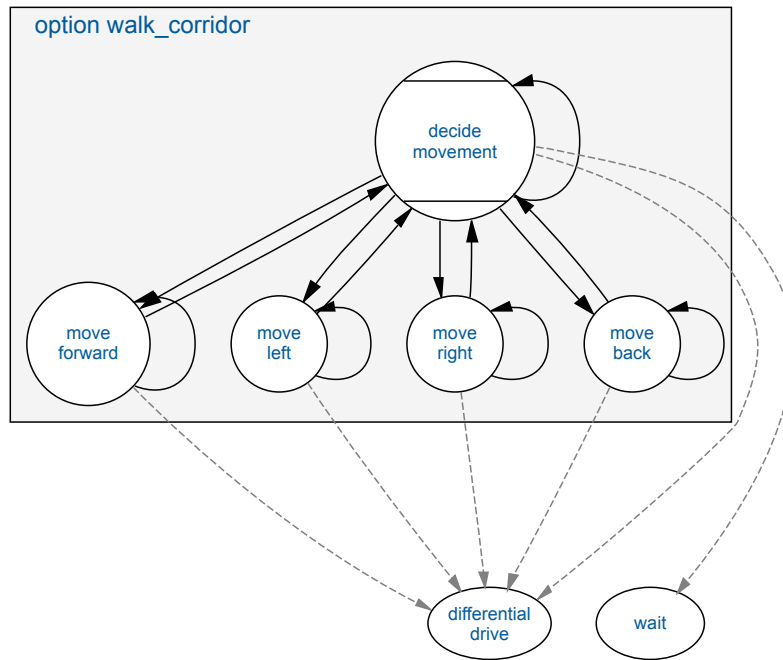 option walk_corridor
decide
movement
move
forward
move
left
move
right
move
back
differential
drive
wait